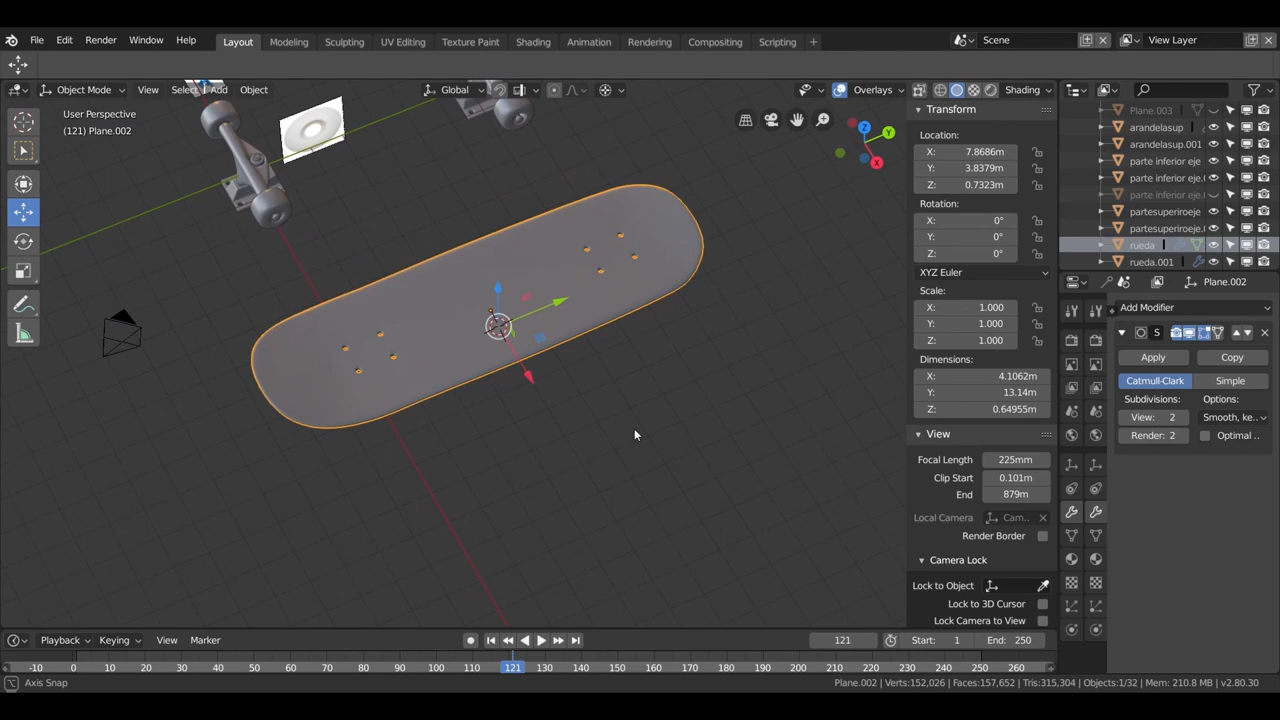 File Edit Render Window Help Layout Modeling Sculpting UV Editing Texture Paint Shading Animation Rendering Compositing Scripting + Scene View Layer
Object Mode View Select Add Object Global Overlays Shading
User Perspective
(121) Plane.002
Z Y X
Transform
Location:
X: 7.8686m
Y: 3.8379m
Z: 0.7323m
Rotation:
X: 0°
Y: 0°
Z: 0°
XYZ Euler
Scale:
X: 1.000
Y: 1.000
Z: 1.000
Dimensions:
X: 4.1062m
Y: 13.14m
Z: 0.64955m
View
Focal Length 225mm
Clip Start 0.101m
End 879m
Local Camera Cam..
Render Border
Camera Lock
Lock to Object
Lock to 3D Cursor
Lock Camera to View
Plane.003
arandelasup
arandelasup.001
parte inferior eje
parte inferior eje.
parte inferior eje.
partesuperiroeje
partesuperiroeje.
rueda
rueda.001
Plane.002
Add Modifier
S
Apply Copy
Catmull-Clark Simple
Subdivisions: Options:
View: 2 Smooth, ke..
Render: 2 Optimal ..
Playback Keying View Marker 121 Start: 1 End: 250
-10 0 10 20 30 40 50 60 70 80 90 100 110 121 130 140 150 160 170 180 190 200 210 220 230 240 250 260
Axis Snap Plane.002 | Verts:152,026 | Faces:157,652 | Tris:315,304 | Objects:1/32 | Mem: 210.8 MB | v2.80.30